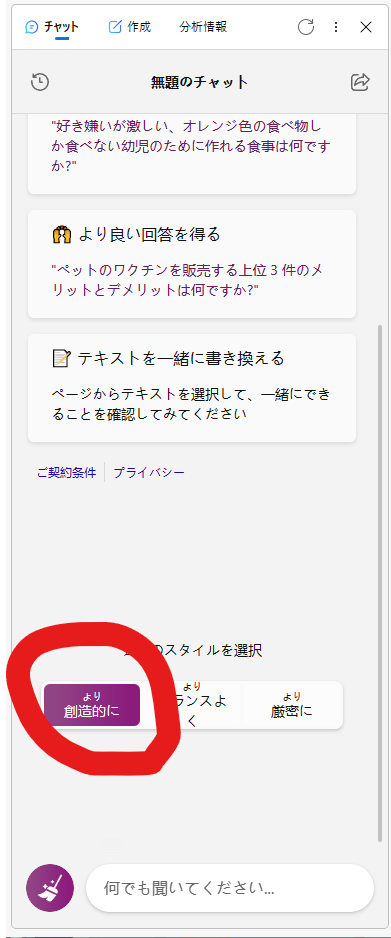 チャット 作成 分析情報
無題のチャット
"好き嫌いが激しい、オレンジ色の食べ物し
か食べない幼児のために作れる食事は何です
か?"
より良い回答を得る
"ペットのワクチンを販売する上位 3 件のメ
リットとデメリットは何ですか?"
テキストを一緒に書き換える
ページからテキストを選択して、一緒にでき
ることを確認してみてください
ご契約条件 プライバシー
のスタイルを選択
より
創造的に
より
ランスよ
く
より
厳密に
何でも聞いてください...